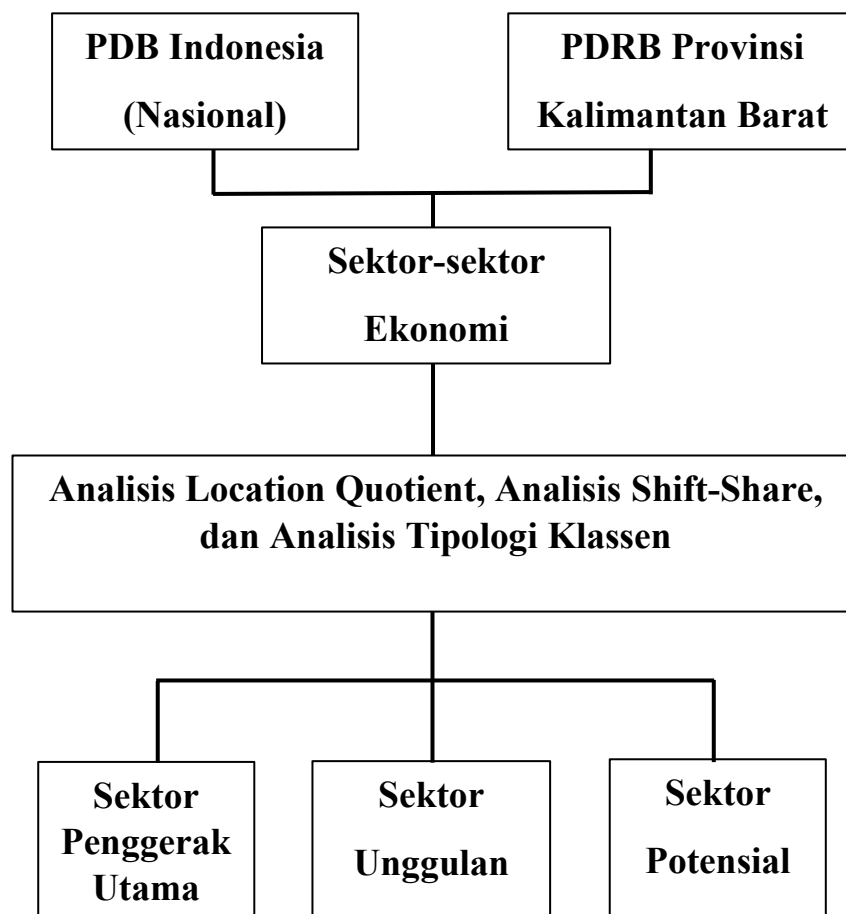 PDB Indonesia
(Nasional)
PDRB Provinsi
Kalimantan Barat
Sektor-sektor
Ekonomi
Analisis Location Quotient, Analisis Shift-Share,
dan Analisis Tipologi Klassen
Sektor
Penggerak
Utama
Sektor
Unggulan
Sektor
Potensial